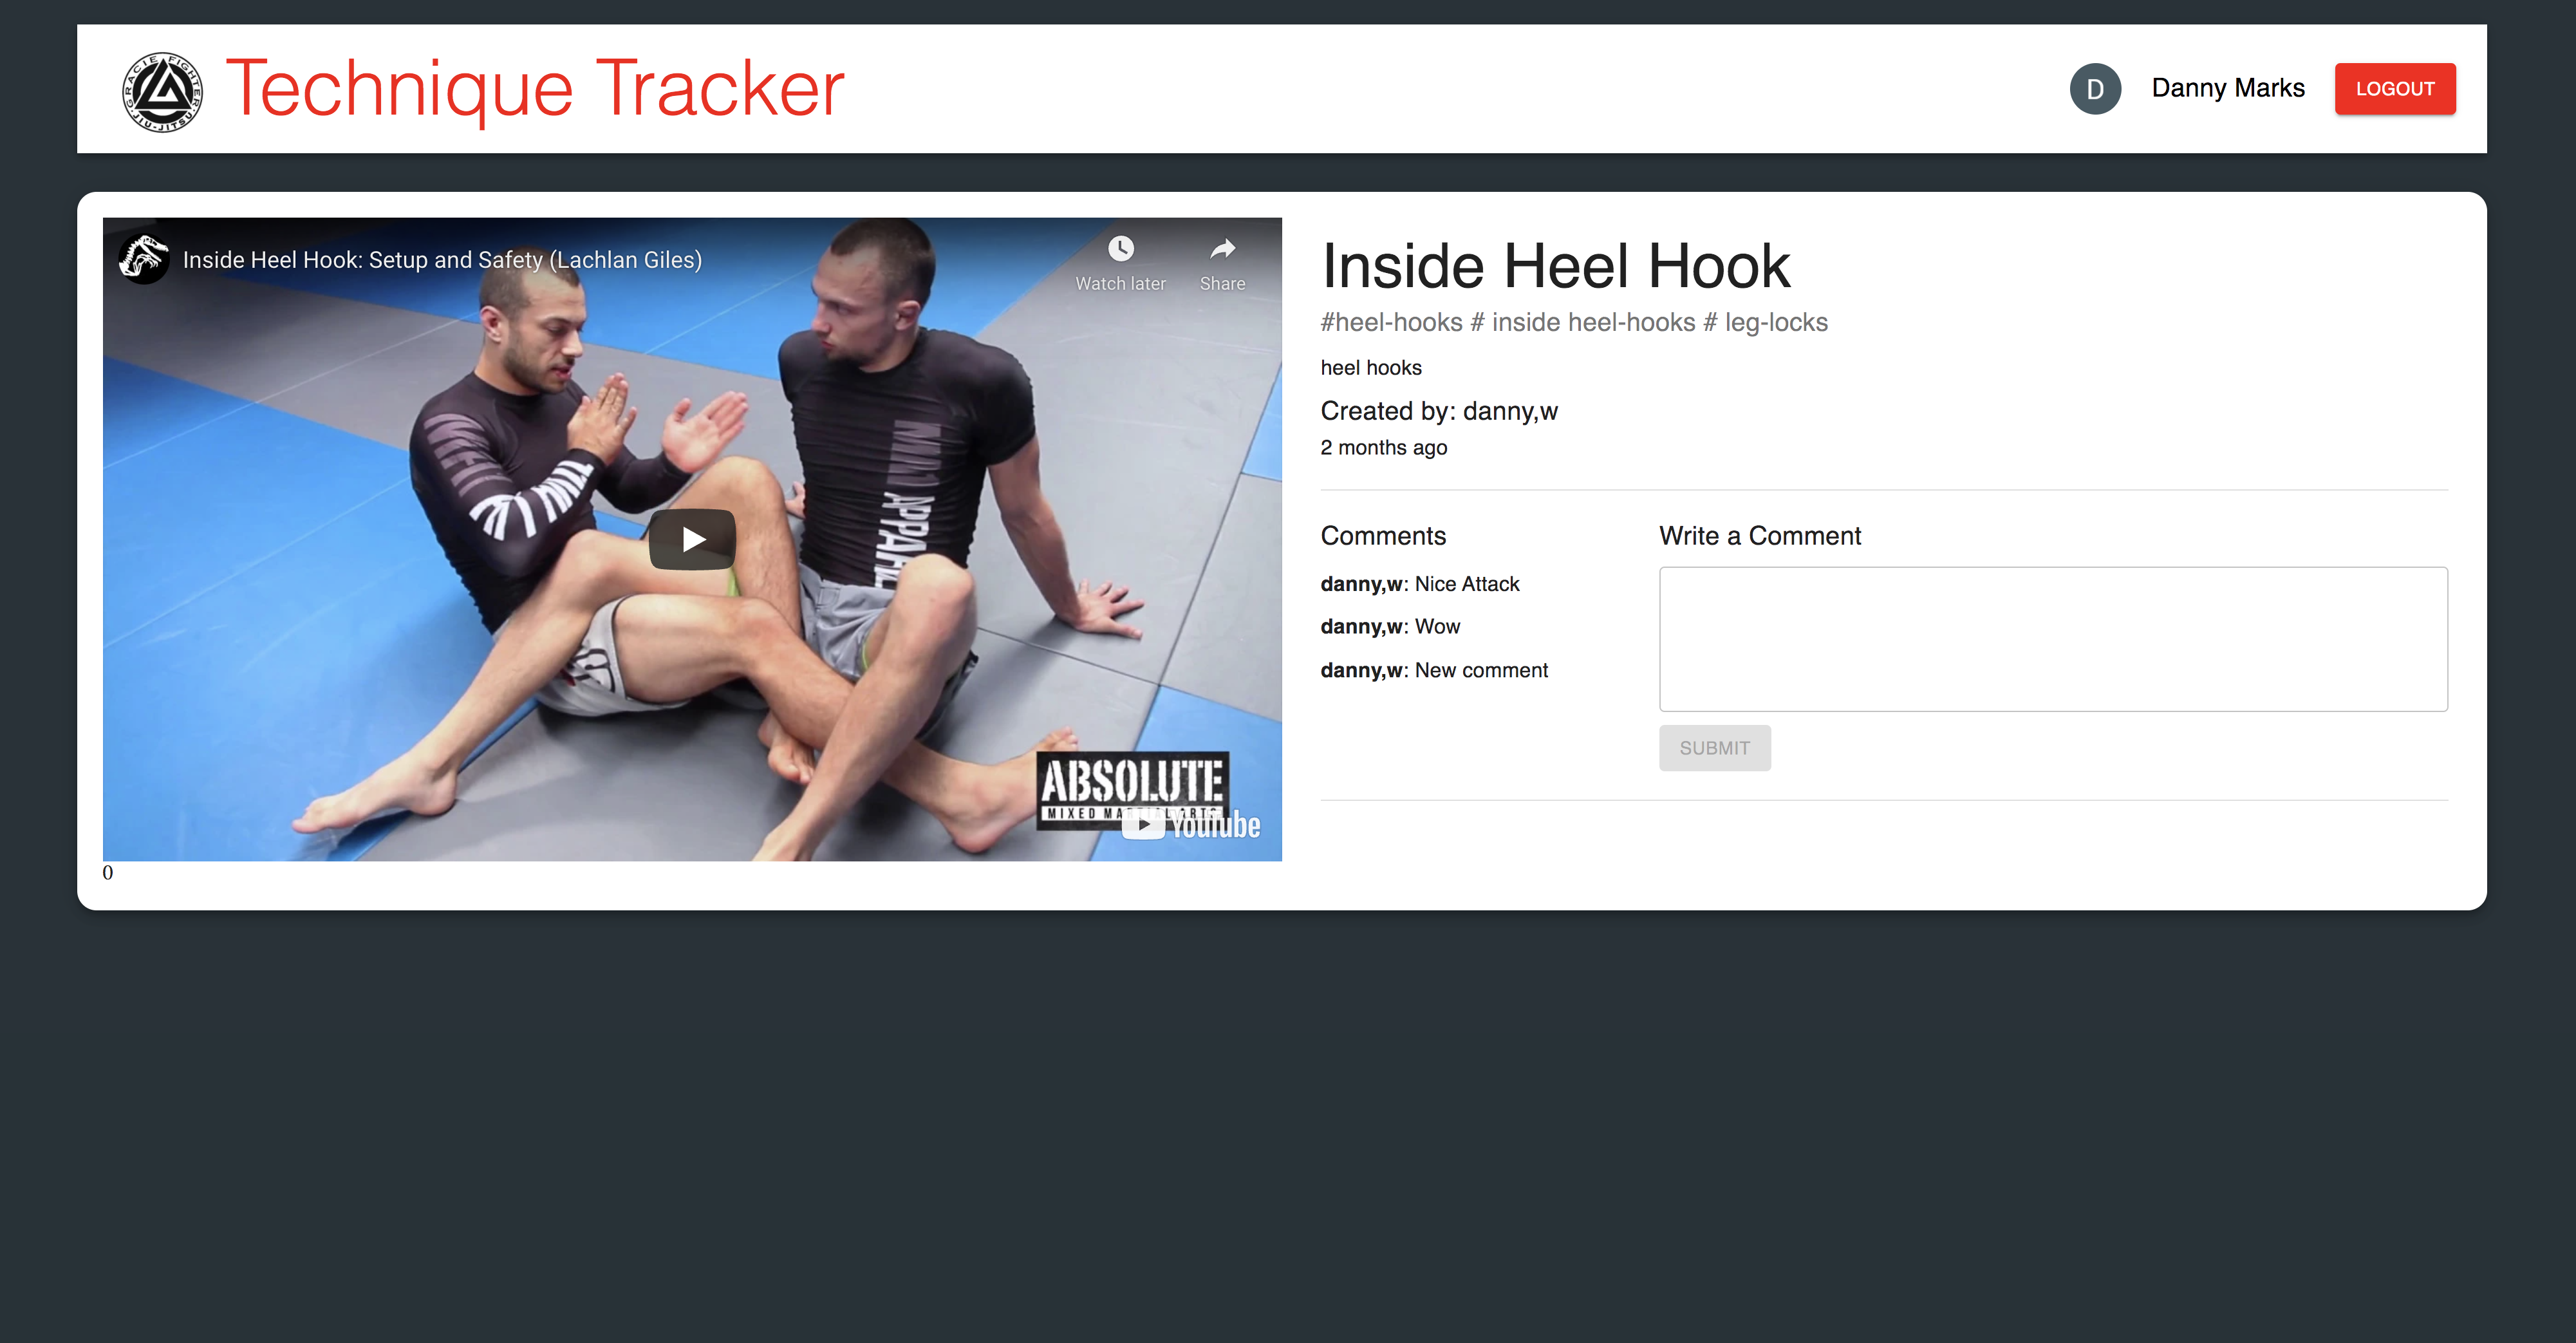 GRACIE FIGHTER
JIU-JITSU
Technique Tracker
D
Danny Marks
LOGOUT
Inside Heel Hook: Setup and Safety (Lachlan Giles)
Watch later
Share
APPAREL
ABSOLUTE
MIXED MARTIAL ARTS
YouTube
0
Inside Heel Hook
#heel-hooks # inside heel-hooks # leg-locks
heel hooks
Created by: danny,w
2 months ago
Comments
danny,w: Nice Attack
danny,w: Wow
danny,w: New comment
Write a Comment
SUBMIT